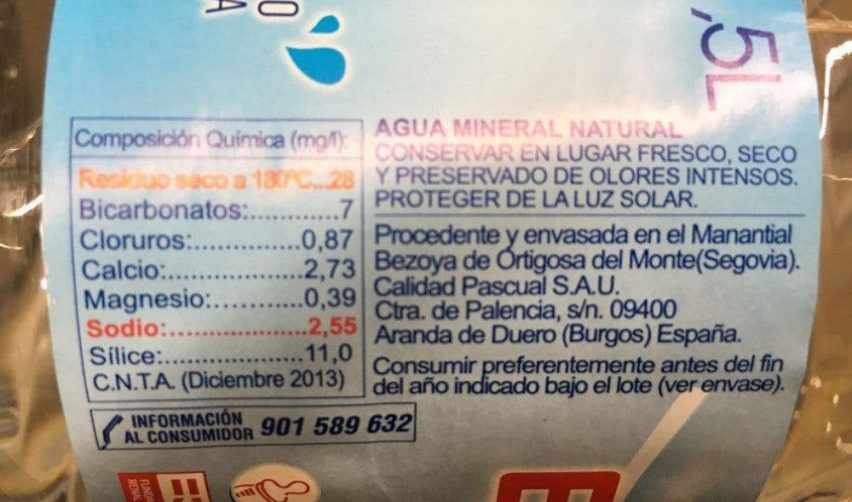 ,5L
Composición Química (mg/l):
Residuo seco a 180°C...28
Bicarbonatos:............7
Cloruros:................0,87
Calcio:....................2,73
Magnesio:.............0,39
Sodio:....................2,55
Sílice:....................11,0
C.N.T.A. (Diciembre 2013)
INFORMACIÓN
AL CONSUMIDOR 901 589 632
AGUA MINERAL NATURAL
CONSERVAR EN LUGAR FRESCO, SECO
Y PRESERVADO DE OLORES INTENSOS.
PROTEGER DE LA LUZ SOLAR.
Procedente y envasada en el Manantial
Bezoya de Ortigosa del Monte(Segovia).
Calidad Pascual S.A.U.
Ctra. de Palencia, s/n. 09400
Aranda de Duero (Burgos) España.
Consumir preferentemente antes del fin
del año indicado bajo el lote (ver envase).